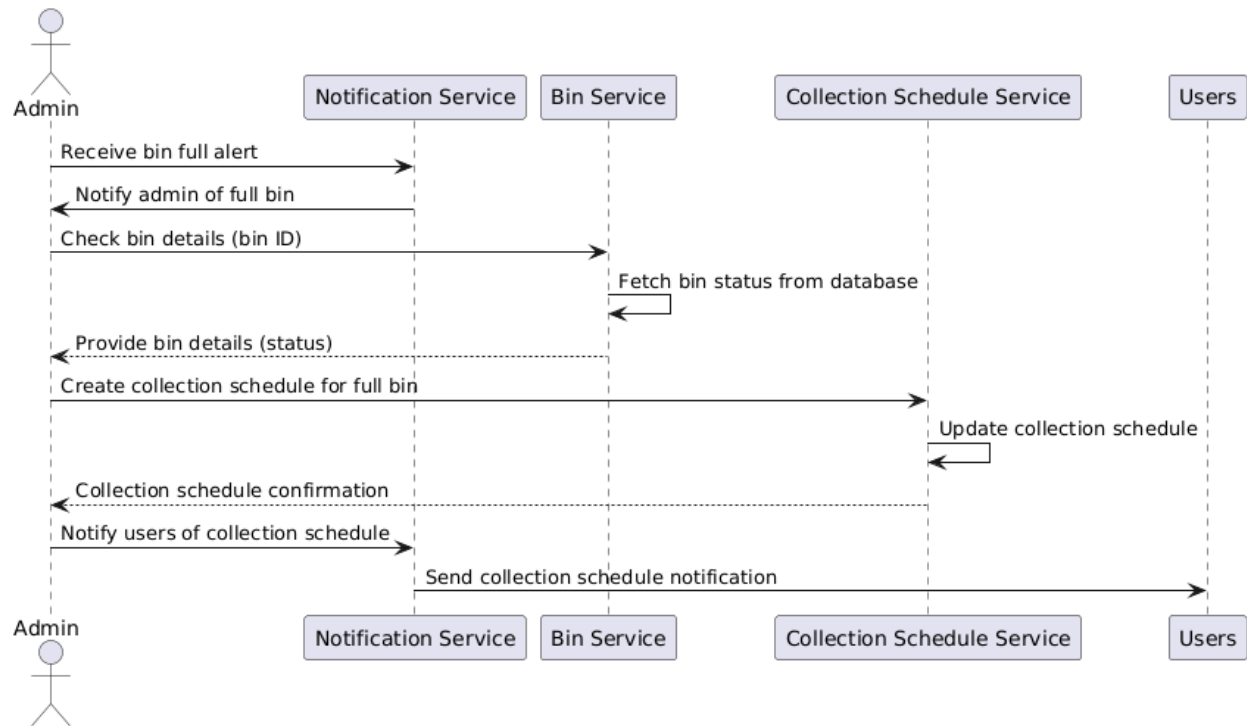 Admin
Notification Service
Bin Service
Collection Schedule Service
Users
Receive bin full alert
Notify admin of full bin
Check bin details (bin ID)
Fetch bin status from database
Provide bin details (status)
Create collection schedule for full bin
Update collection schedule
Collection schedule confirmation
Notify users of collection schedule
Send collection schedule notification
Admin
Notification Service
Bin Service
Collection Schedule Service
Users